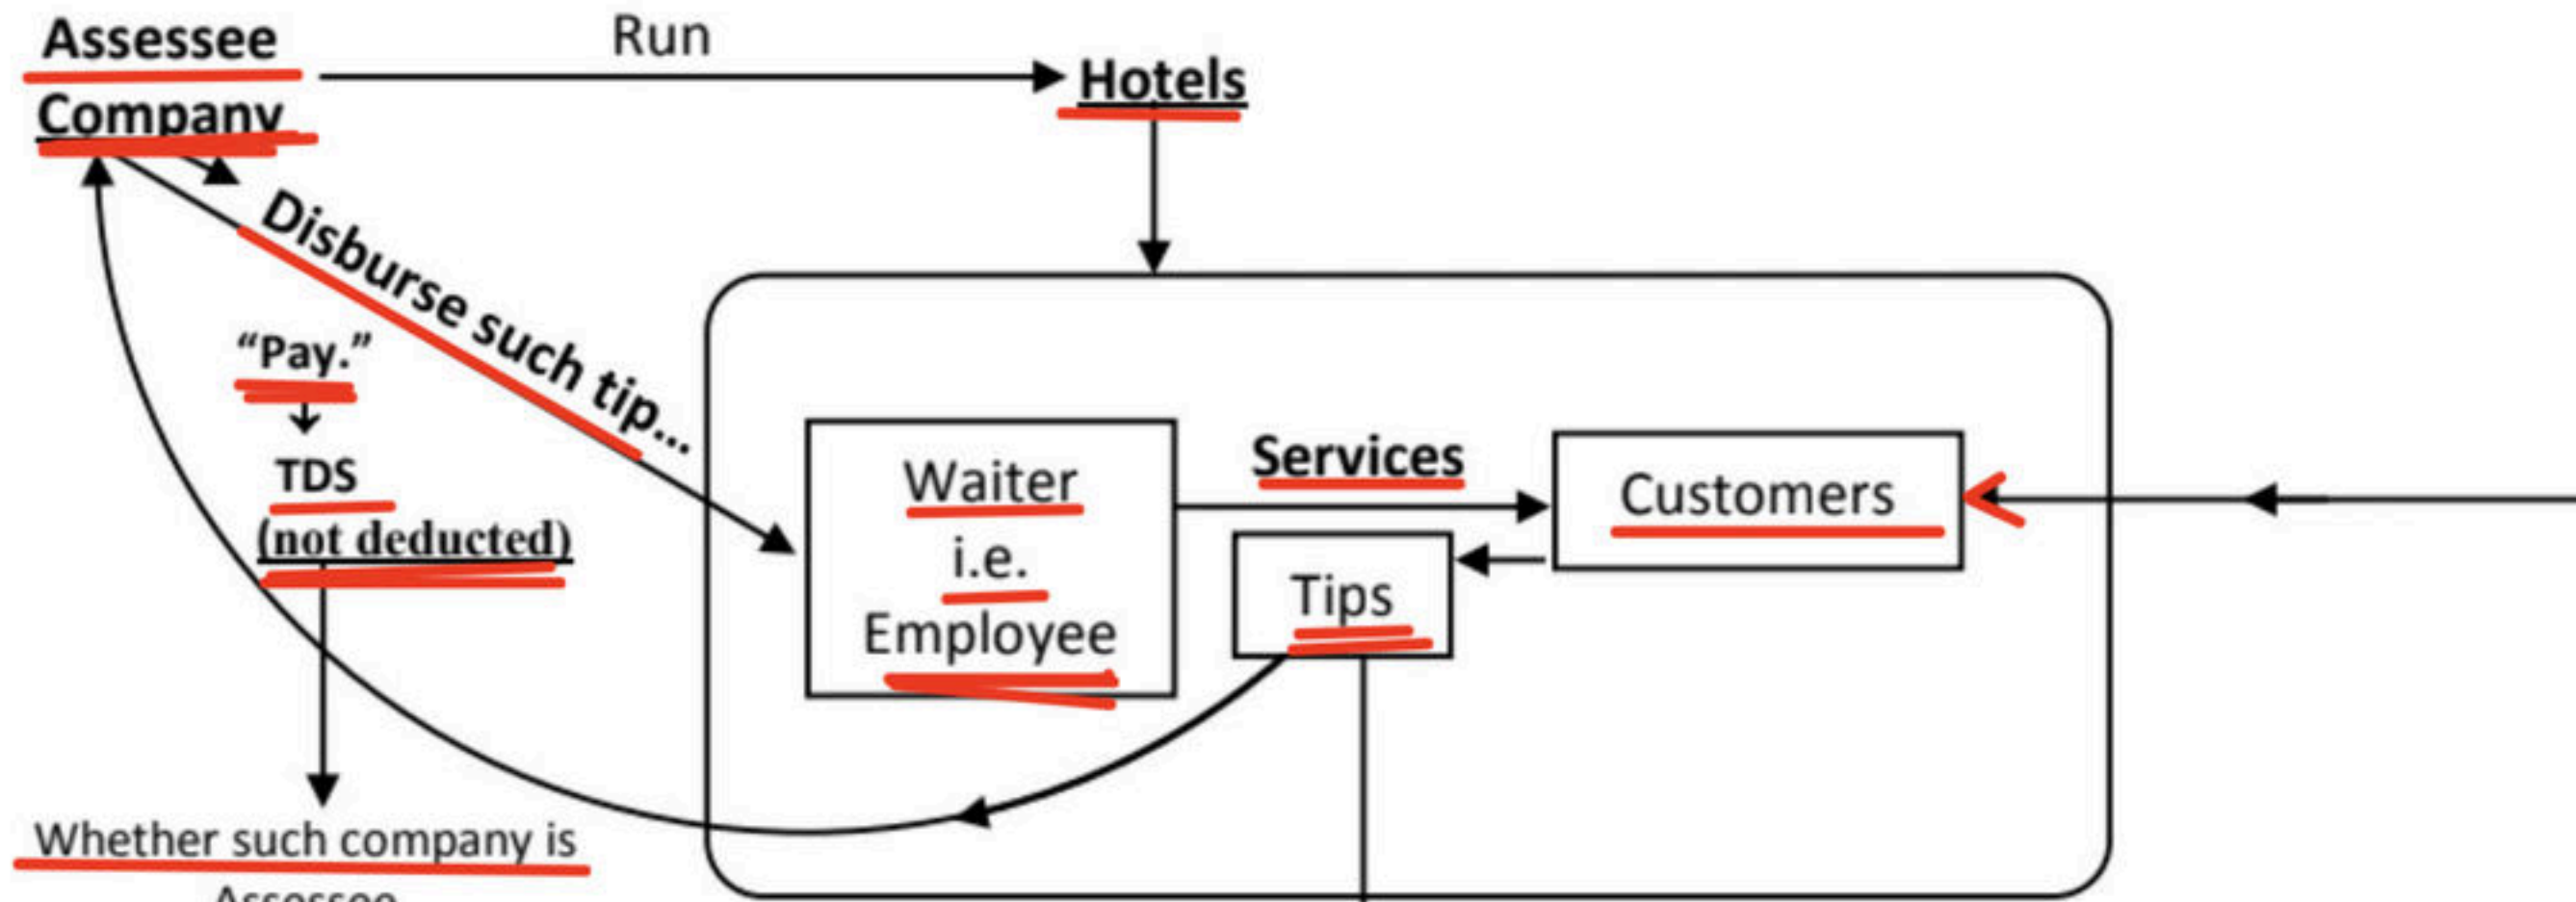 Assessee
Run
Hotels
Company
Disburse such tip...
“Pay.”
TDS
(not deducted)
Waiter
i.e.
Employee
Services
Customers
Tips
Whether such company is
Assessee